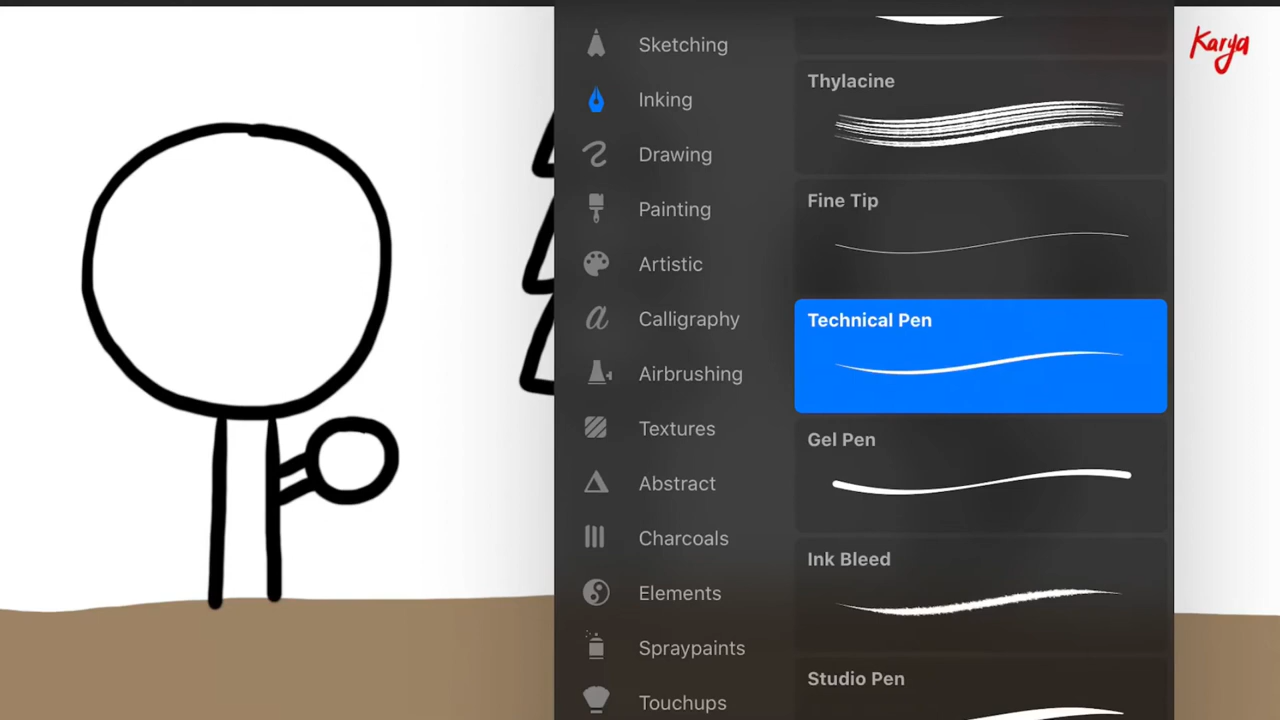 Sketching
Inking
Drawing
Painting
Artistic
Calligraphy
Airbrushing
Textures
Abstract
Charcoals
Elements
Spraypaints
Touchups
Thylacine
Fine Tip
Technical Pen
Gel Pen
Ink Bleed
Studio Pen
Karya